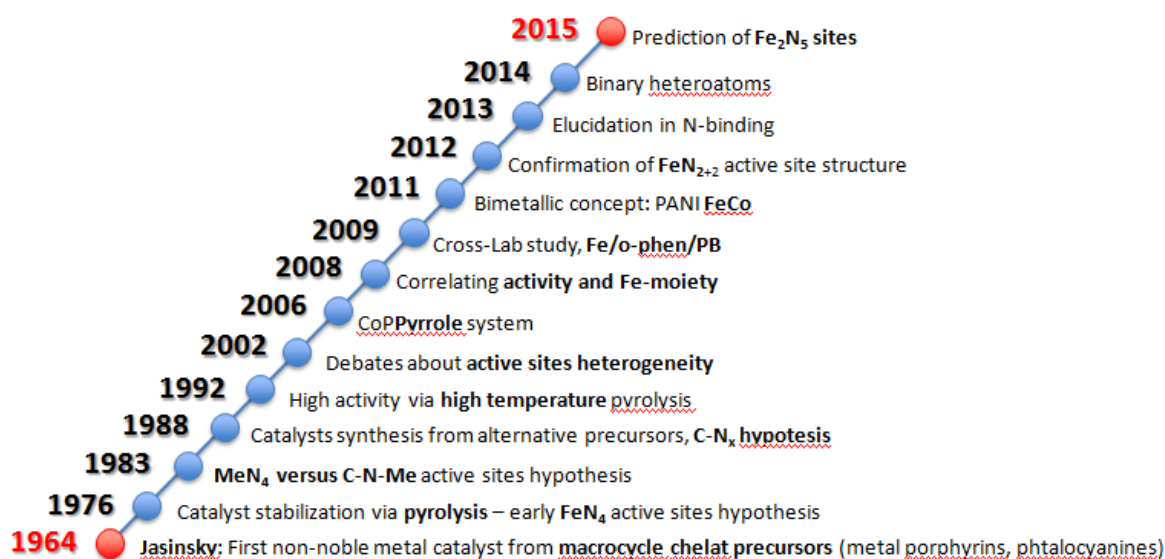 2015 Prediction of Fe₂N₅ sites
2014 Binary heteroatoms
2013 Elucidation in N-binding
2012 Confirmation of FeN₂₊₂ active site structure
2011 Bimetallic concept: PANI FeCo
2009 Cross-Lab study, Fe/o-phen/PB
2008 Correlating activity and Fe-moiety
2006 CoPPyrrole system
2002 Debates about active sites heterogeneity
1992 High activity via high temperature pyrolysis
1988 Catalysts synthesis from alternative precursors, C-Nₓ hypotesis
1983 MeN₄ versus C-N-Me active sites hypothesis
1976 Catalyst stabilization via pyrolysis – early FeN₄ active sites hypothesis
1964 Jasinsky: First non-noble metal catalyst from macrocycle chelat precursors (metal porphyrins, phtalocyanines)